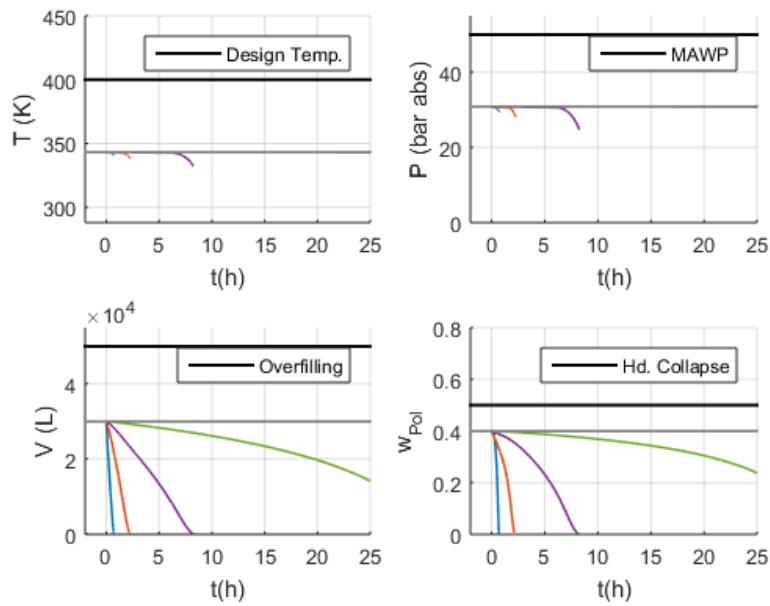 450
400
350
300
T (K)
Design Temp.
0 5 10 15 20 25
t(h)
40
20
0
P (bar abs)
MAWP
0 5 10 15 20 25
t(h)
×10⁴
4
2
0
V (L)
Overfilling
0 5 10 15 20 25
t(h)
0.8
0.6
0.4
0.2
0
wPol
Hd. Collapse
0 5 10 15 20 25
t(h)